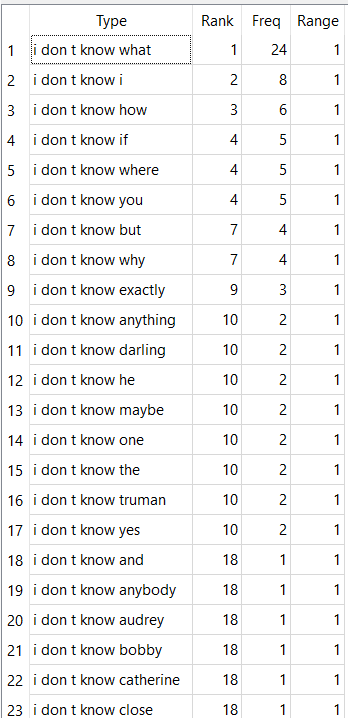 Type Rank Freq Range
1 i don t know what 1 24 1
2 i don t know i 2 8 1
3 i don t know how 3 6 1
4 i don t know if 4 5 1
5 i don t know where 4 5 1
6 i don t know you 4 5 1
7 i don t know but 7 4 1
8 i don t know why 7 4 1
9 i don t know exactly 9 3 1
10 i don t know anything 10 2 1
11 i don t know darling 10 2 1
12 i don t know he 10 2 1
13 i don t know maybe 10 2 1
14 i don t know one 10 2 1
15 i don t know the 10 2 1
16 i don t know truman 10 2 1
17 i don t know yes 10 2 1
18 i don t know and 18 1 1
19 i don t know anybody 18 1 1
20 i don t know audrey 18 1 1
21 i don t know bobby 18 1 1
22 i don t know catherine 18 1 1
23 i don t know close 18 1 1